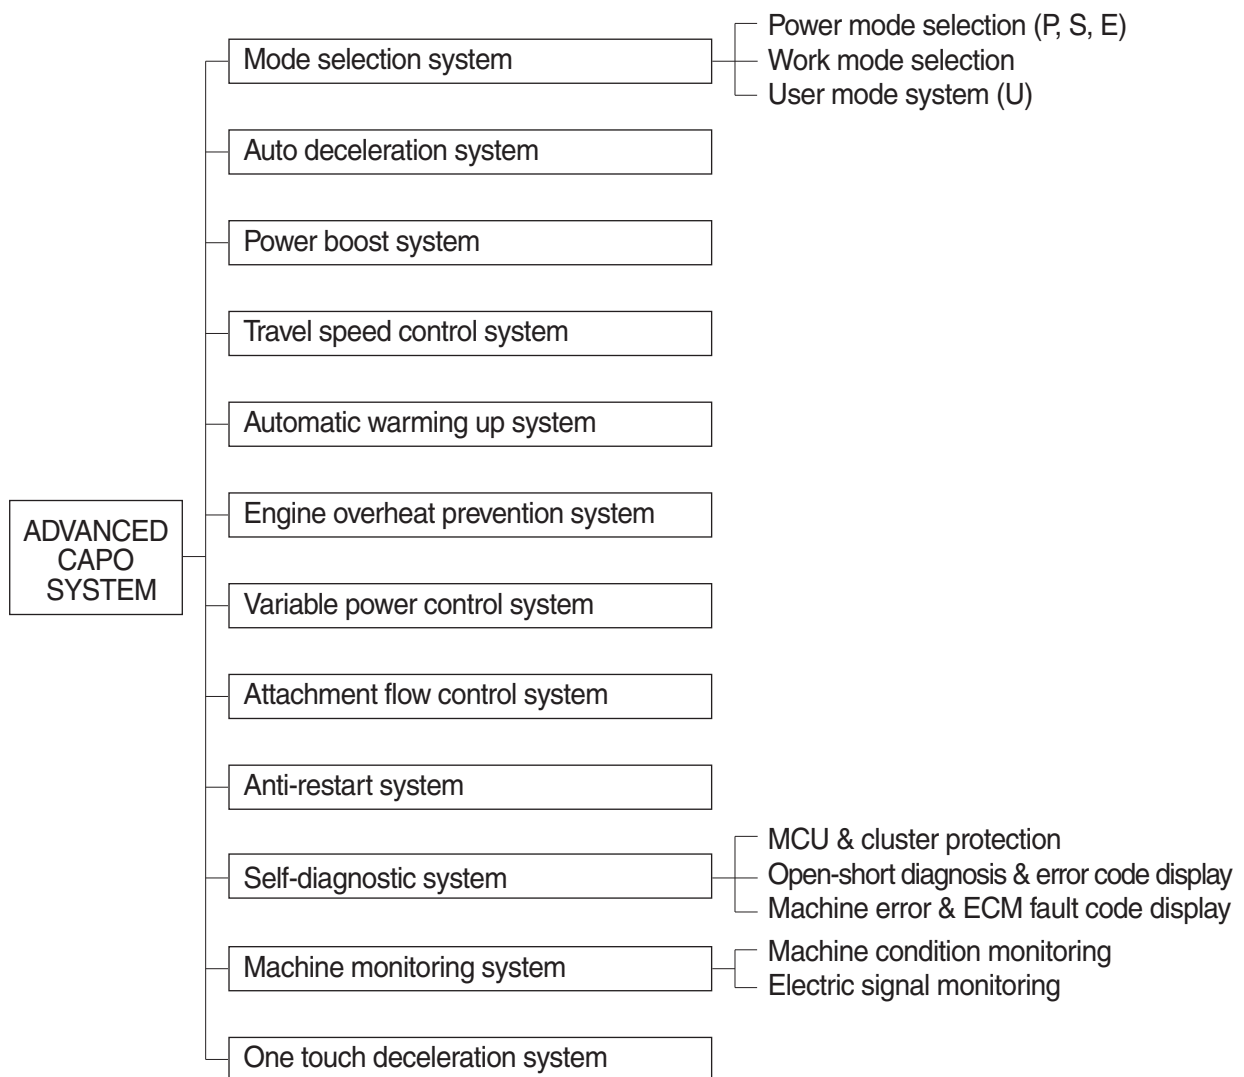 Mode selection system
Power mode selection (P, S, E)
Work mode selection
User mode system (U)
Auto deceleration system
Power boost system
Travel speed control system
Automatic warming up system
Engine overheat prevention system
ADVANCED
CAPO
SYSTEM
Variable power control system
Attachment flow control system
Anti-restart system
Self-diagnostic system
MCU & cluster protection
Open-short diagnosis & error code display
Machine error & ECM fault code display
Machine monitoring system
Machine condition monitoring
Electric signal monitoring
One touch deceleration system